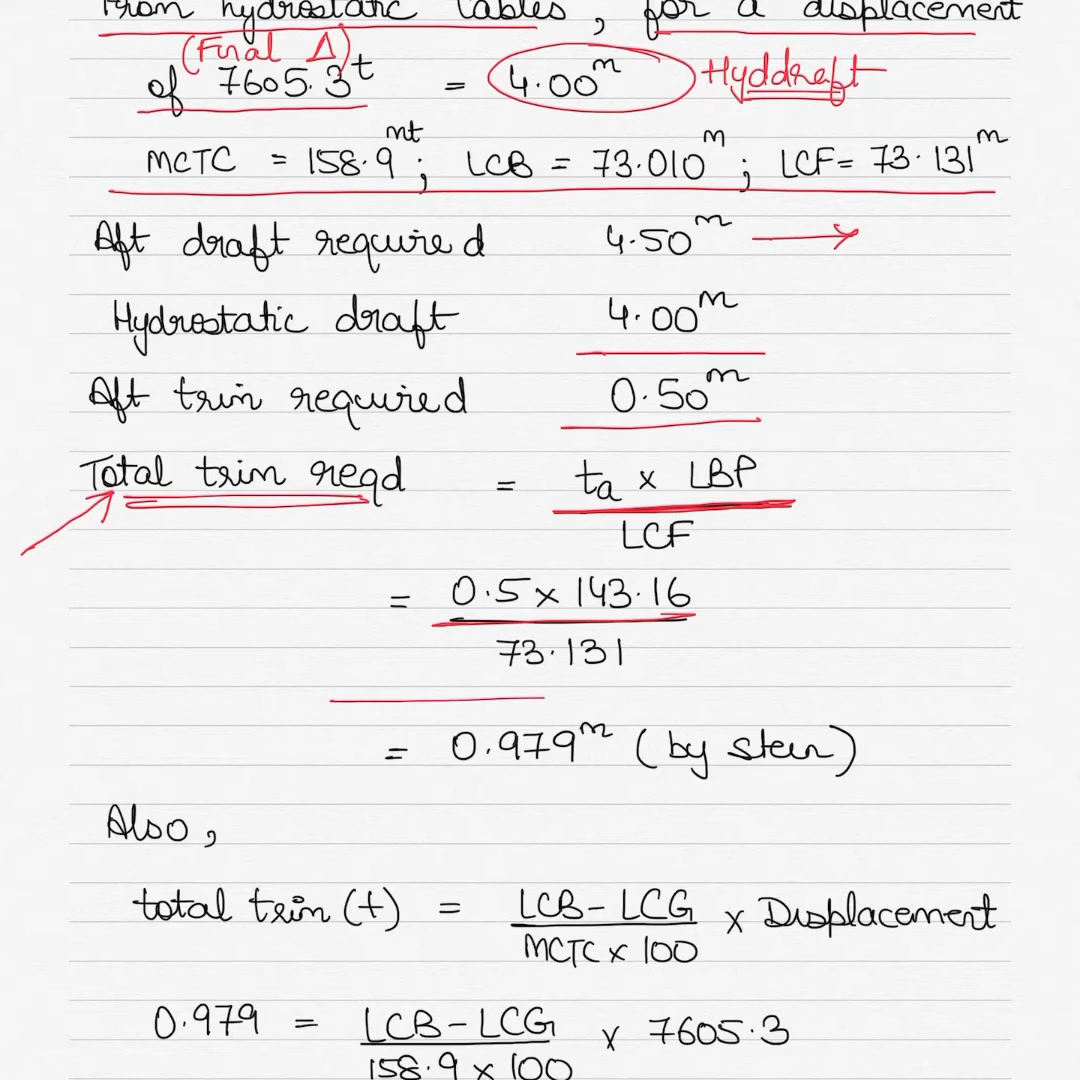 From hydrostatic tables, for a displacement
(Final Δ)
of 7605.3t = 4.00m Hyddraft
MCTC = 158.9mt; LCB = 73.010m; LCF = 73.131m
Aft draft required 4.50m →
Hydrostatic draft 4.00m
Aft trim required 0.50m
Total trim reqd = ta x LBP
LCF
= 0.5 x 143.16
73.131
= 0.979m (by stern)
Also,
total trim (t) = LCB - LCG x Displacement
MCTC x 100
0.979 = LCB - LCG x 7605.3
158.9 x 100